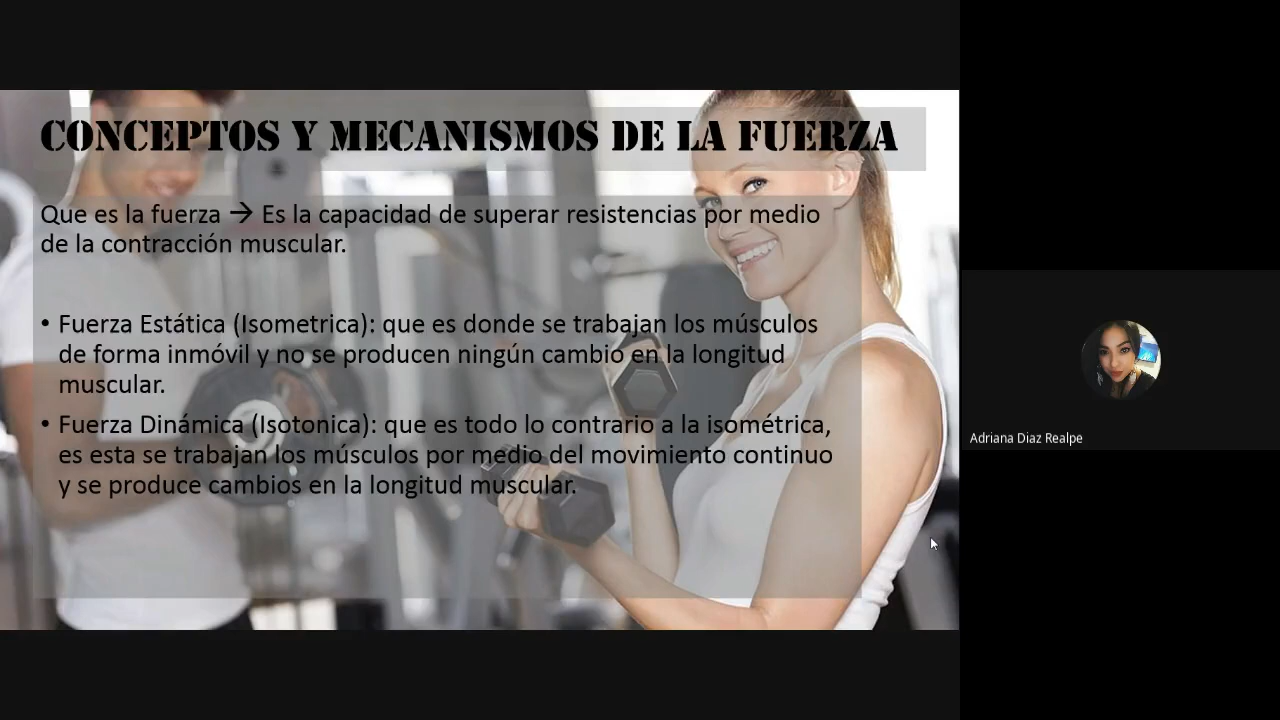 CONCEPTOS Y MECANISMOS DE LA FUERZA
Que es la fuerza → Es la capacidad de superar resistencias por medio
de la contracción muscular.
• Fuerza Estática (Isometrica): que es donde se trabajan los músculos
de forma inmóvil y no se producen ningún cambio en la longitud
muscular.
• Fuerza Dinámica (Isotonica): que es todo lo contrario a la isométrica,
es esta se trabajan los músculos por medio del movimiento continuo
y se produce cambios en la longitud muscular.
Adriana Diaz Realpe